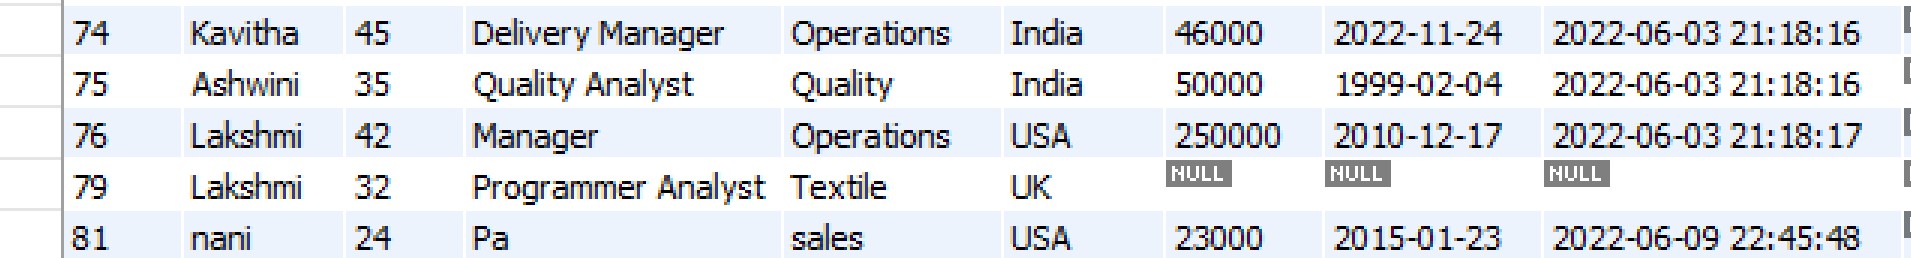 74 Kavitha 45 Delivery Manager Operations India 46000 2022-11-24 2022-06-03 21:18:16
75 Ashwini 35 Quality Analyst Quality India 50000 1999-02-04 2022-06-03 21:18:16
76 Lakshmi 42 Manager Operations USA 250000 2010-12-17 2022-06-03 21:18:17
79 Lakshmi 32 Programmer Analyst Textile UK NULL NULL NULL
81 nani 24 Pa sales USA 23000 2015-01-23 2022-06-09 22:45:48